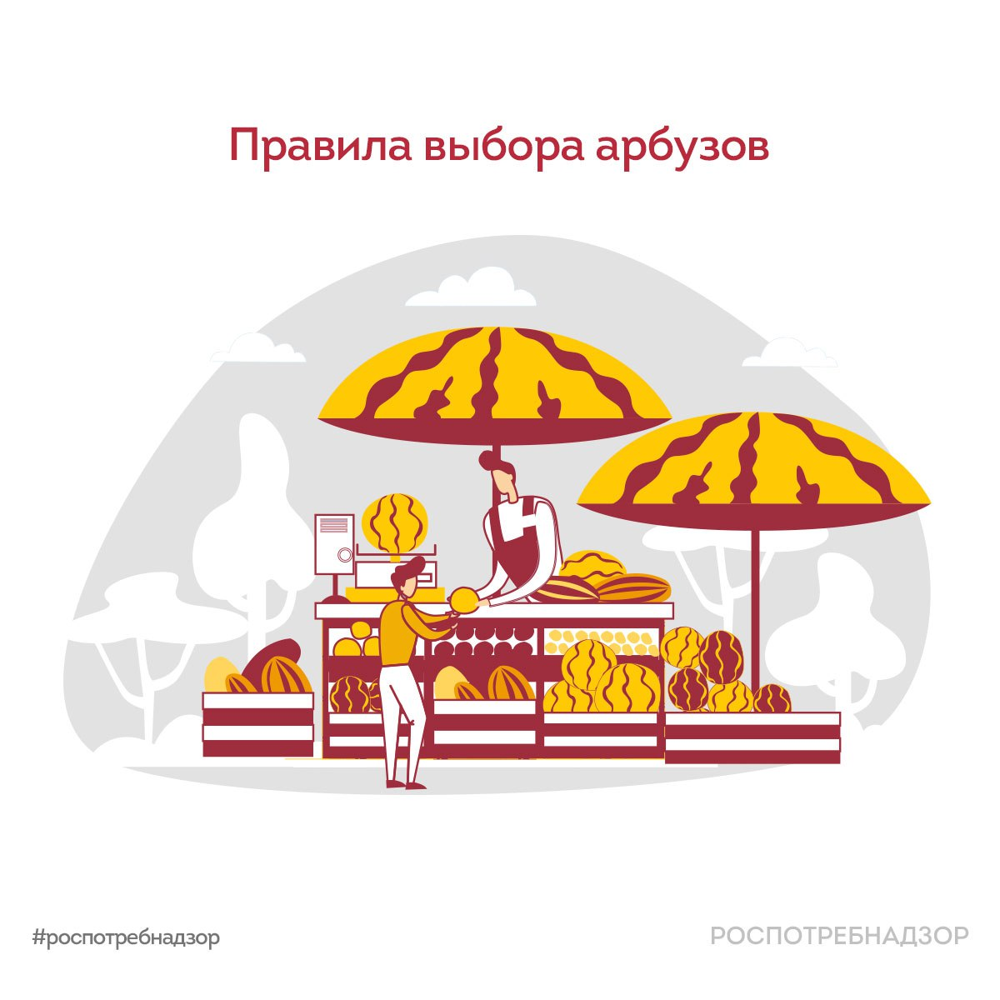 Правила выбора арбузов
#роспотребнадзор
РОСПОТРЕБНАДЗОР